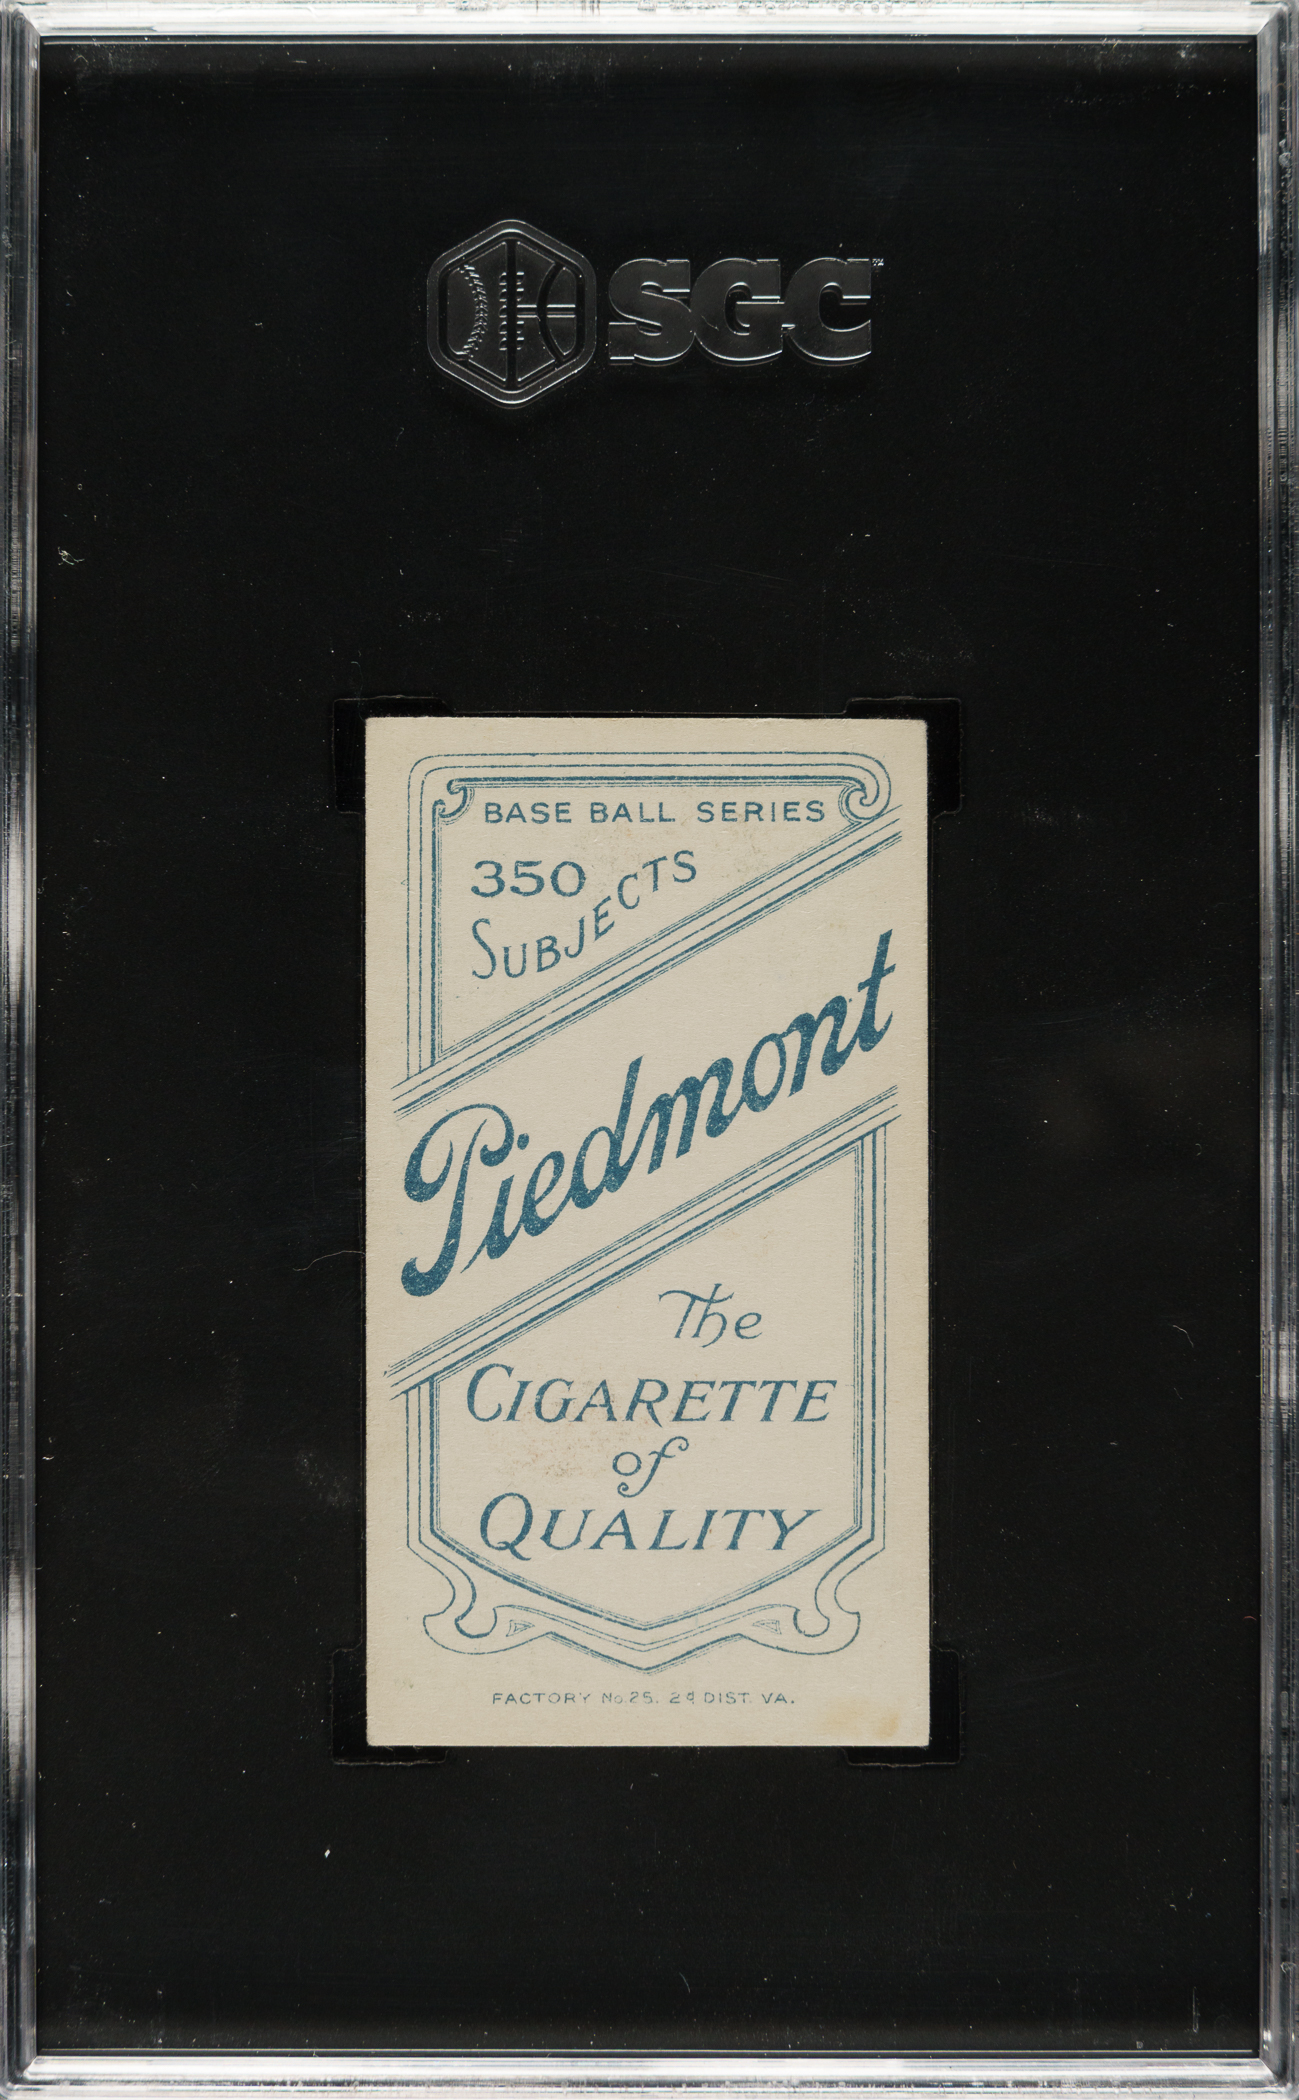 SGC
BASE BALL SERIES
350
SUBJECTS
Piedmont
The
CIGARETTE
of
QUALITY
FACTORY No. 25. 2d DIST. VA.